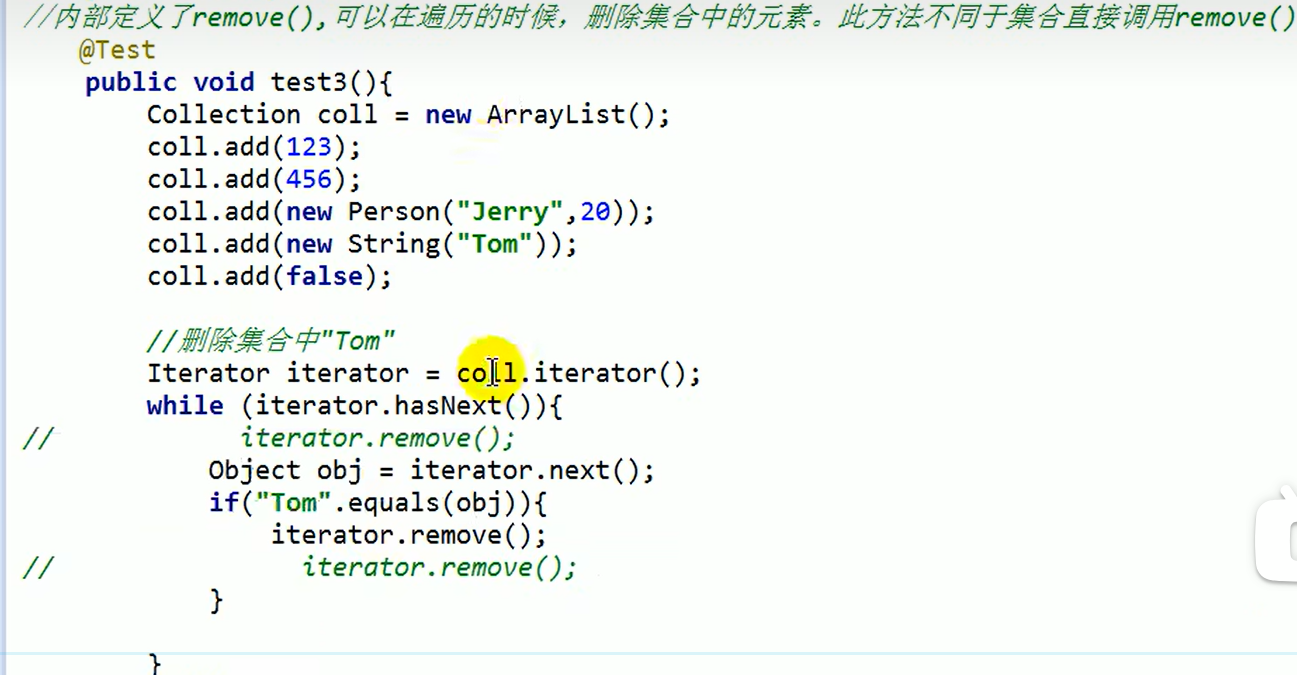 //内部定义了remove(),可以在遍历的时候，删除集合中的元素。此方法不同于集合直接调用remove()
@Test
public void test3(){
Collection coll = new ArrayList();
coll.add(123);
coll.add(456);
coll.add(new Person("Jerry",20));
coll.add(new String("Tom"));
coll.add(false);
//删除集合中"Tom"
Iterator iterator = coll.iterator();
while (iterator.hasNext()){
// iterator.remove();
Object obj = iterator.next();
if("Tom".equals(obj)){
iterator.remove();
// iterator.remove();
}
}